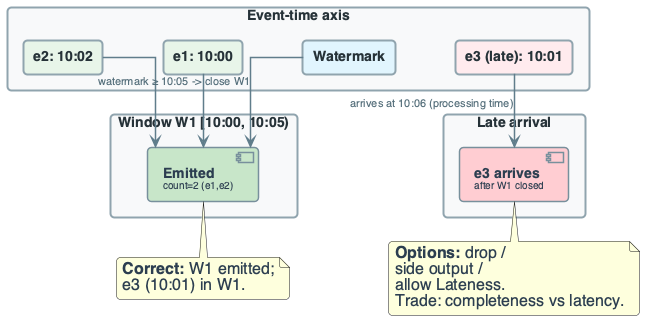 Event-time axis
e2: 10:02
e1: 10:00
Watermark
e3 (late): 10:01
watermark ≥ 10:05 -> close W1
arrives at 10:06 (processing time)
Window W1 [10:00, 10:05)
Late arrival
Emitted
count=2 (e1,e2)
e3 arrives
after W1 closed
Correct: W1 emitted;
e3 (10:01) in W1.
Options: drop /
side output /
allow Lateness.
Trade: completeness vs latency.